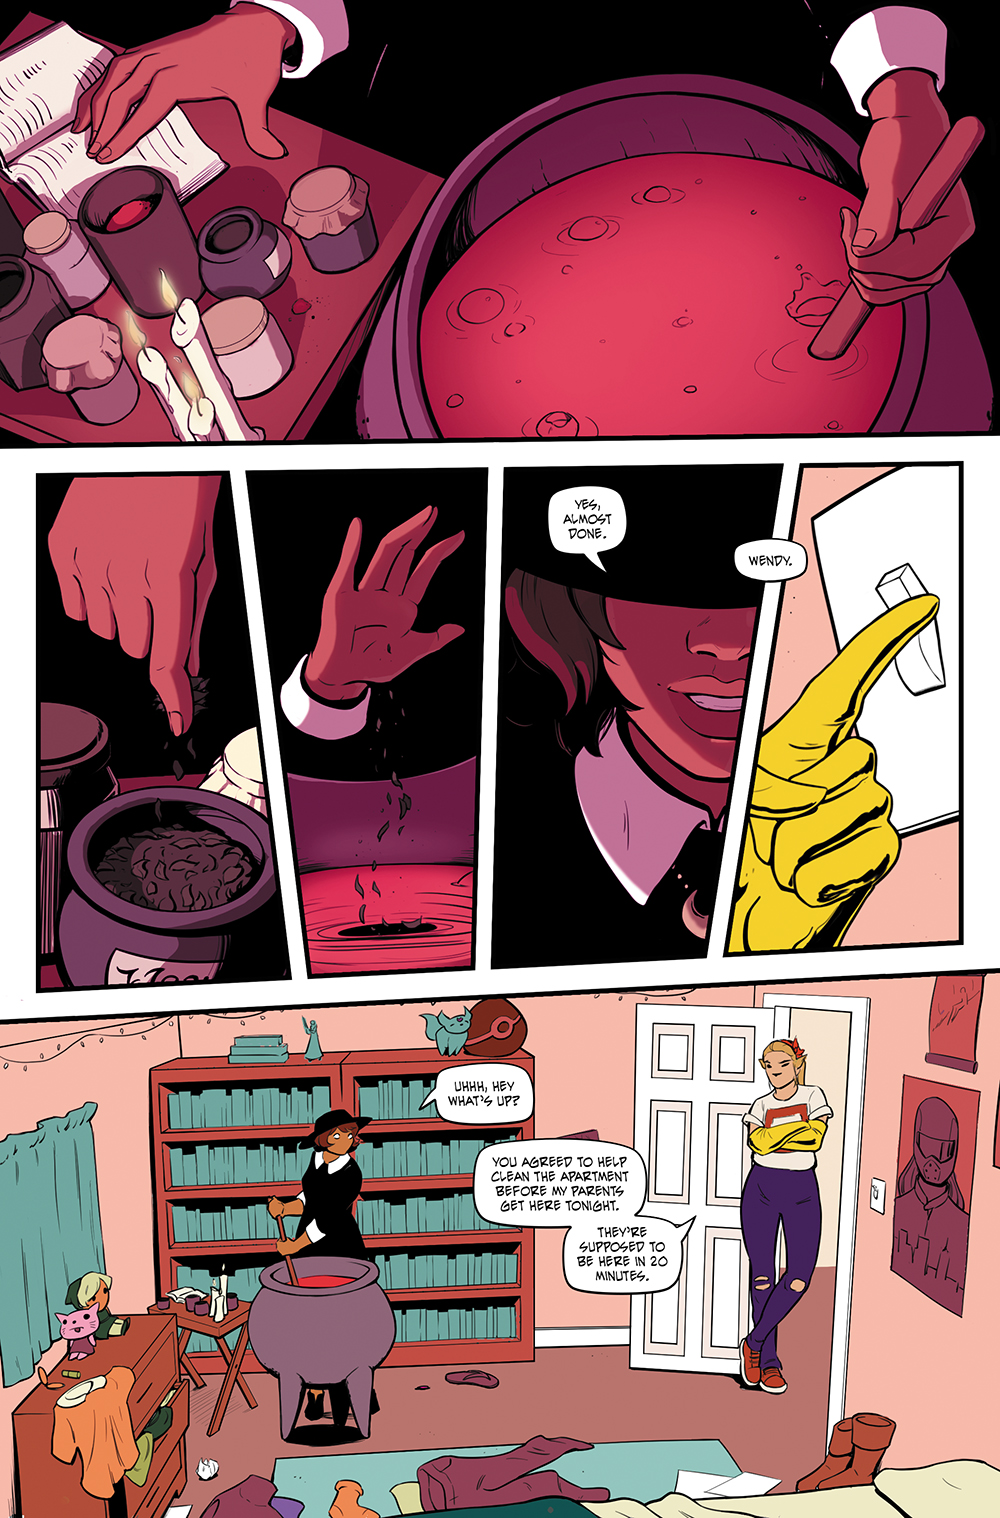 YES,
ALMOST
DONE.
WENDY.
UHHH, HEY
WHAT'S UP?
YOU AGREED TO HELP
CLEAN THE APARTMENT
BEFORE MY PARENTS
GET HERE TONIGHT.
THEY'RE
SUPPOSED TO
BE HERE IN 20
MINUTES.